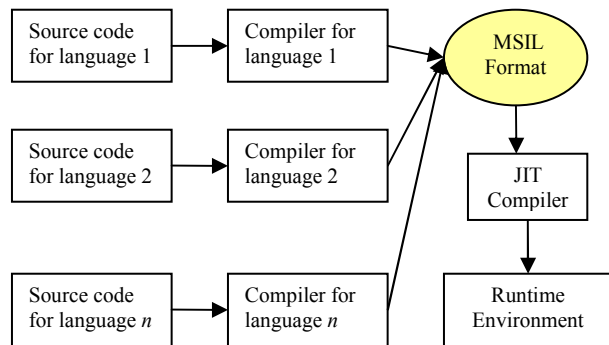 Source code
for language 1
Compiler for
language 1
MSIL
Format
Source code
for language 2
Compiler for
language 2
JIT
Compiler
Source code
for language n
Compiler for
language n
Runtime
Environment